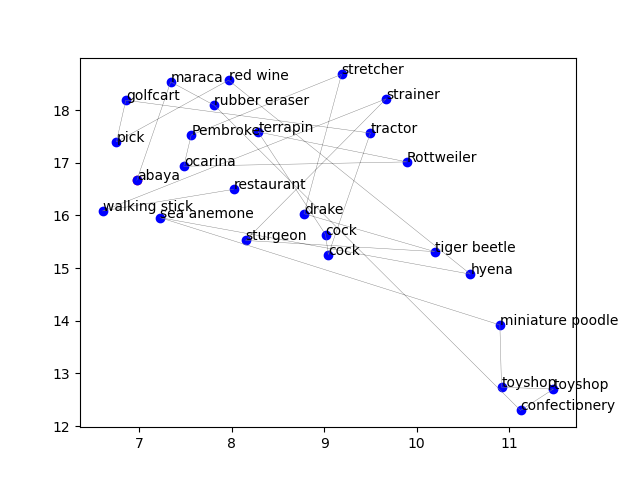 stretcher
red wine
maraca
strainer
golfcart
rubber eraser
18
terrapin
tractor
Pembroke
pick
Rottweiler
17
ocarina
abaya
restaurant
walking stick
drake
16
sea anemone
cock
sturgeon
tiger beetle
cock
15
hyena
14
miniature poodle
13
toyshop
toyshop
confectionery
12
7 8 9 10 11